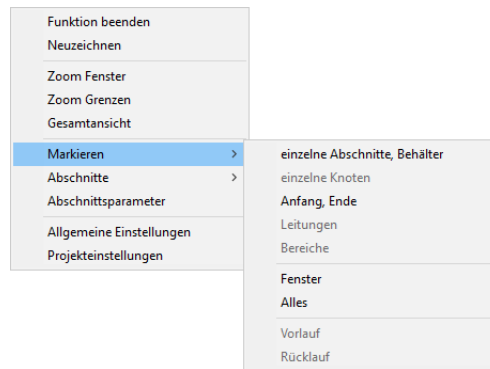 Funktion beenden
Neuzeichnen
Zoom Fenster
Zoom Grenzen
Gesamtansicht
Markieren
Abschnitte
Abschnittsparameter
Allgemeine Einstellungen
Projekteinstellungen
einzelne Abschnitte, Behälter
einzelne Knoten
Anfang, Ende
Leitungen
Bereiche
Fenster
Alles
Vorlauf
Rücklauf